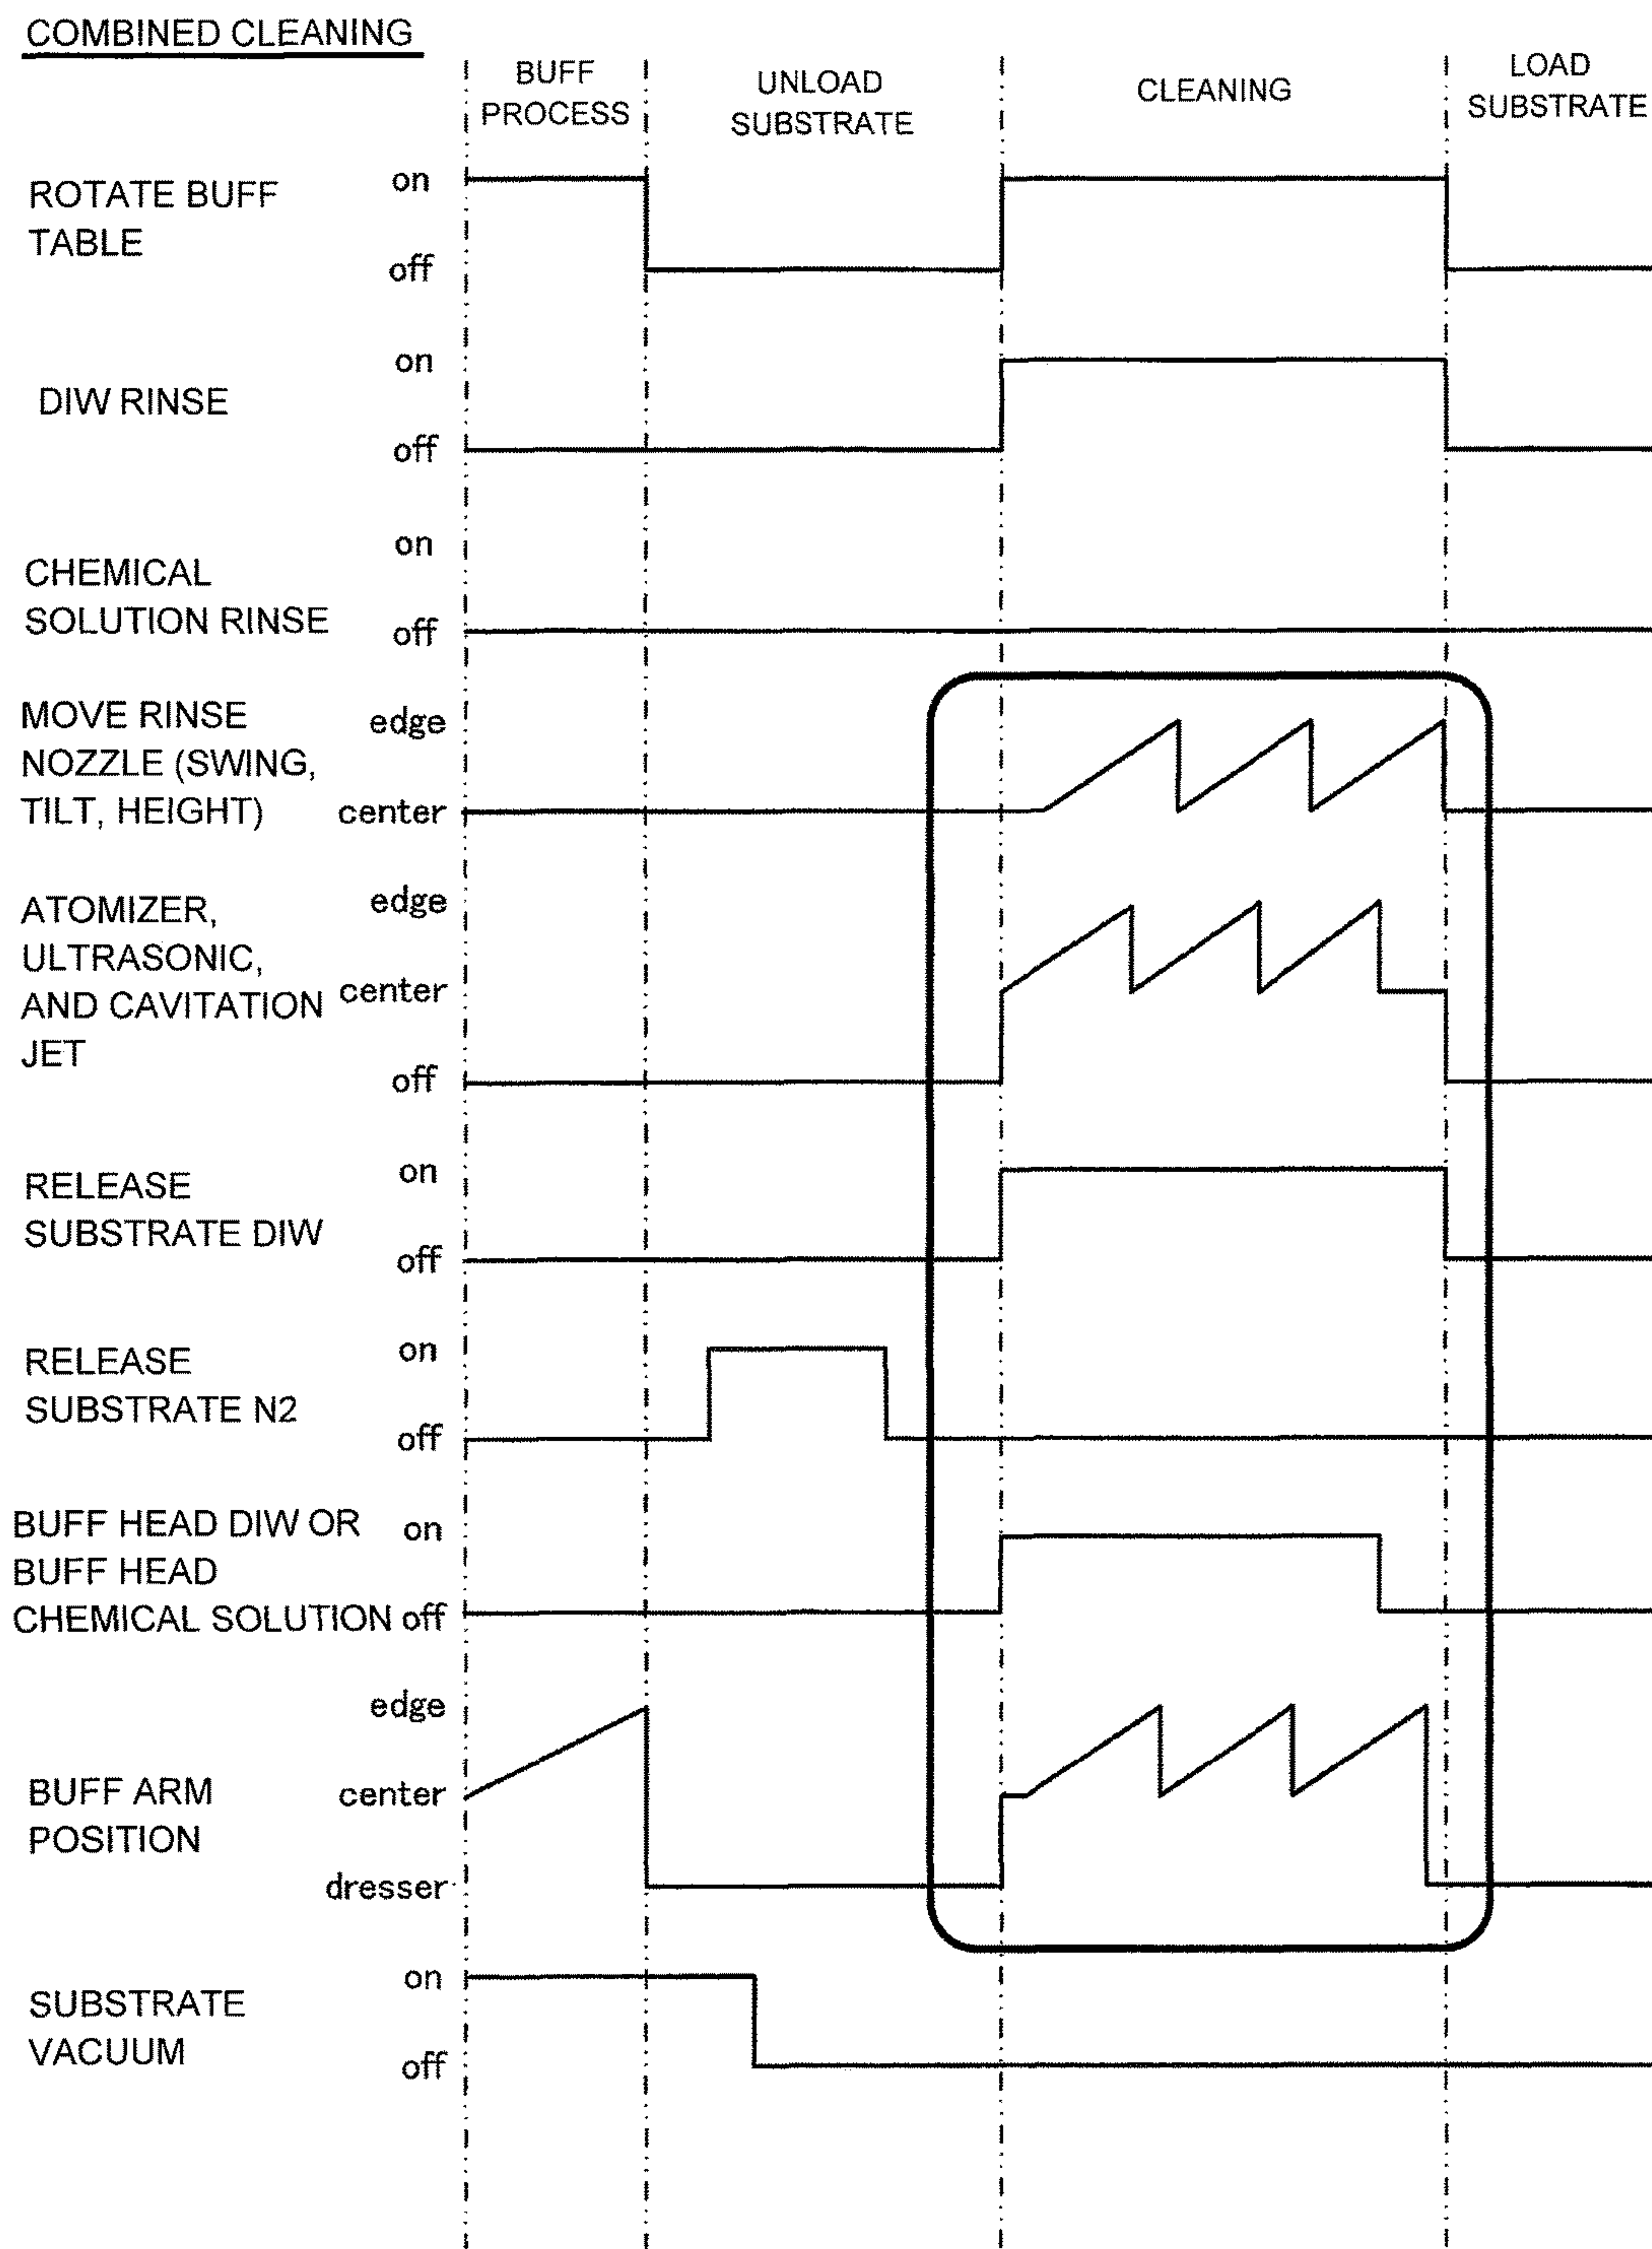 COMBINED CLEANING
BUFF
PROCESS
UNLOAD
SUBSTRATE
CLEANING
LOAD
SUBSTRATE
ROTATE BUFF
TABLE
on
off
DIW RINSE
on
off
CHEMICAL
SOLUTION RINSE
on
off
MOVE RINSE
NOZZLE (SWING,
TILT, HEIGHT)
edge
center
ATOMIZER,
ULTRASONIC,
AND CAVITATION
JET
edge
center
off
RELEASE
SUBSTRATE DIW
on
off
RELEASE
SUBSTRATE N2
on
off
BUFF HEAD DIW OR
BUFF HEAD
CHEMICAL SOLUTION
on
off
BUFF ARM
POSITION
edge
center
dresser
SUBSTRATE
VACUUM
on
off